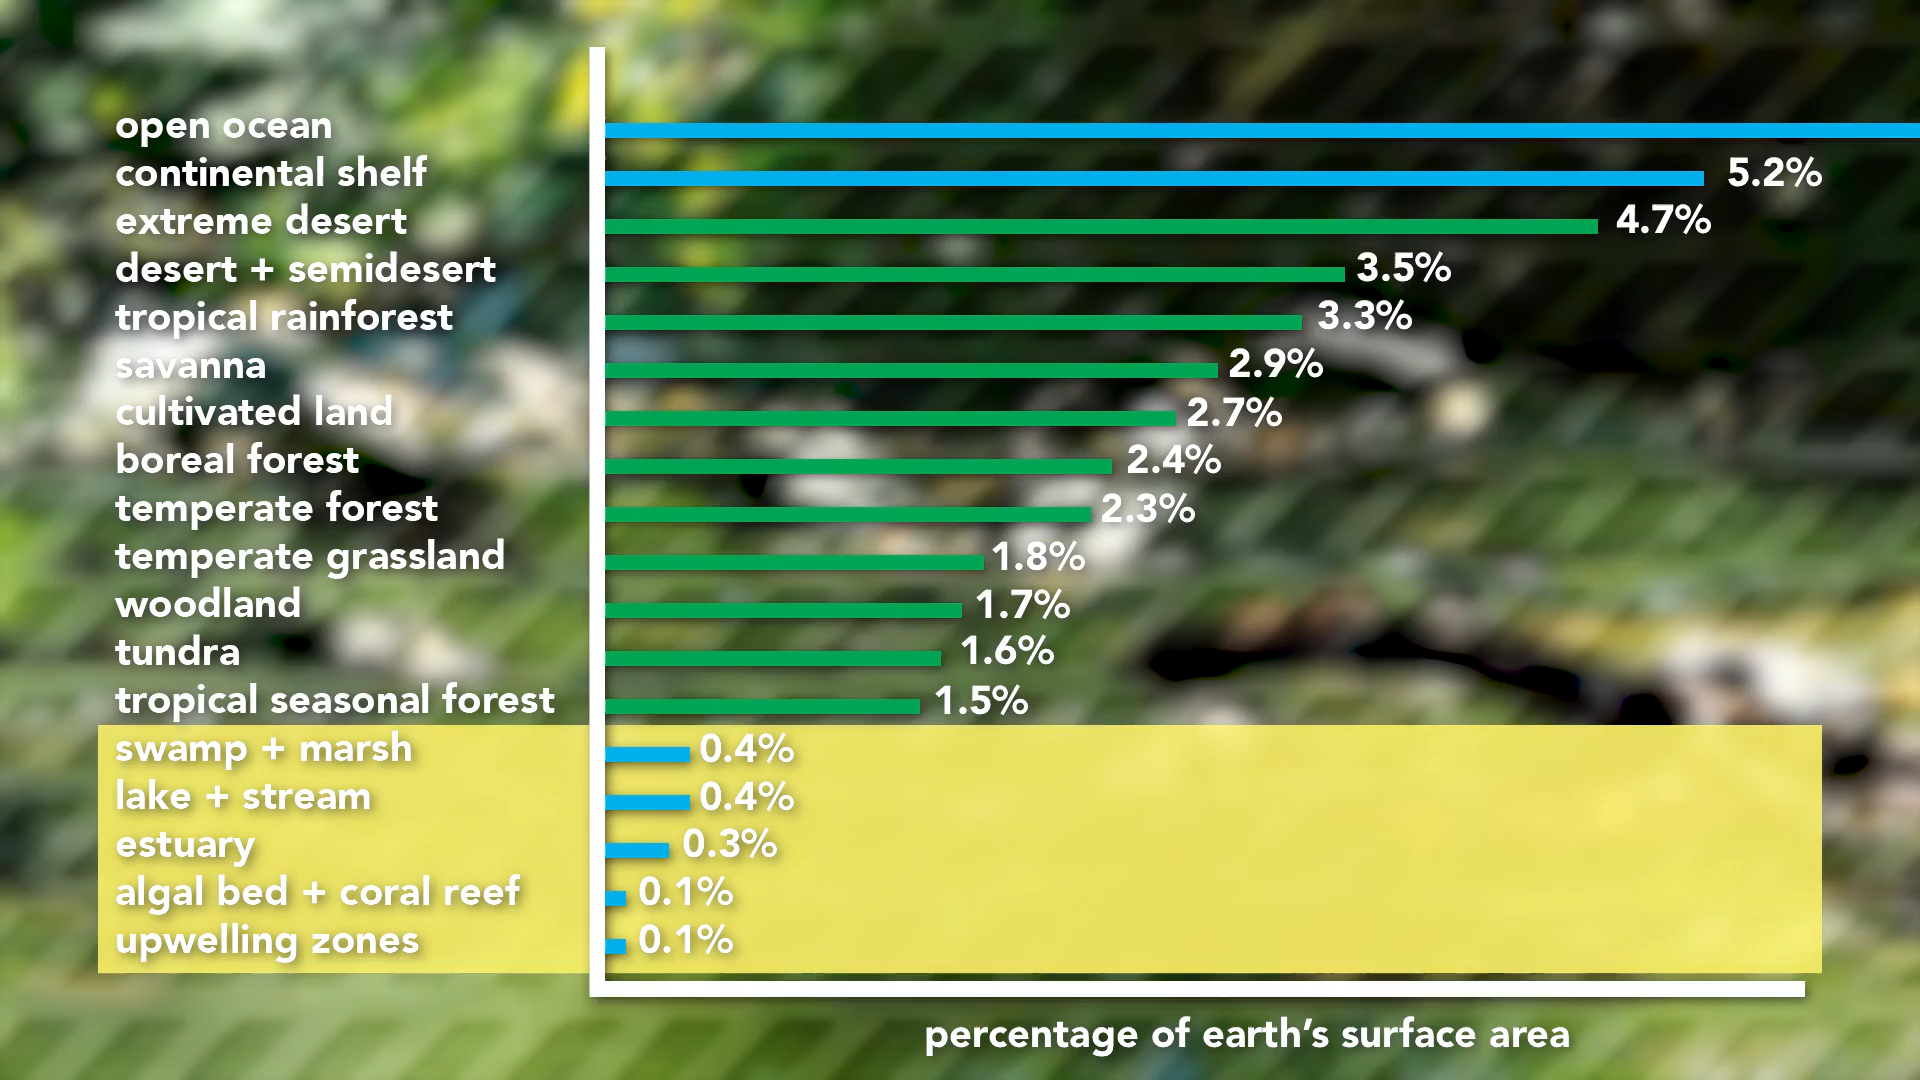 open ocean
continental shelf 5.2%
extreme desert 4.7%
desert + semidesert 3.5%
tropical rainforest 3.3%
savanna 2.9%
cultivated land 2.7%
boreal forest 2.4%
temperate forest 2.3%
temperate grassland 1.8%
woodland 1.7%
tundra 1.6%
tropical seasonal forest 1.5%
swamp + marsh 0.4%
lake + stream 0.4%
estuary 0.3%
algal bed + coral reef 0.1%
upwelling zones 0.1%
percentage of earth’s surface area